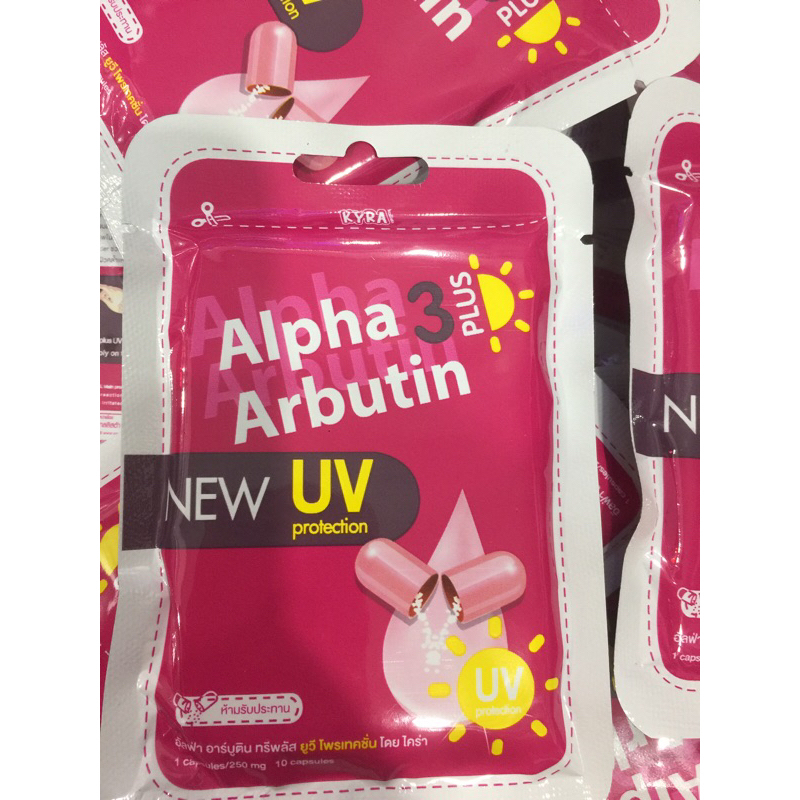 KYRA
Alpha 3 PLUS
Arbutin
NEW UV
protection
UV
protection
ห้ามรับประทาน
อัลฟ่า อาร์บูติน ทรีพลัส ยูวี โพรเทคชั่น โดย ไคร่า
1 capsules/250 mg 10 capsules